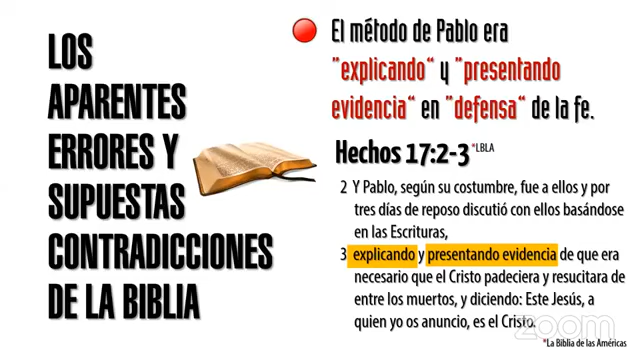 LOS
APARENTES
ERRORES Y
SUPUESTAS
CONTRADICCIONES
DE LA BIBLIA
El método de Pablo era
"explicando" y "presentando
evidencia" en "defensa" de la fe.
Hechos 17:2-3 *LBLA
2 Y Pablo, según su costumbre, fue a ellos y por
tres días de reposo discutió con ellos basándose
en las Escrituras,
3 explicando y presentando evidencia de que era
necesario que el Cristo padeciera y resucitara de
entre los muertos, y diciendo: Este Jesús, a
quien yo os anuncio, es el Cristo.
zoom
*La Biblia de las Américas